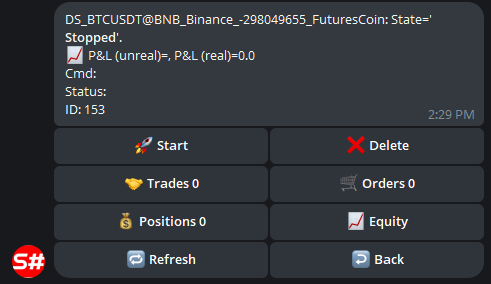 DS_BTCUSDT@BNB_Binance_-298049655_FuturesCoin: State='
Stopped'.
📈 P&L (unreal)=, P&L (real)=0.0
Cmd:
Status:
ID: 153
2:29 PM
🚀 Start
❌ Delete
🤝 Trades 0
🛒 Orders 0
💰 Positions 0
📈 Equity
🔁 Refresh
↩️ Back
S#